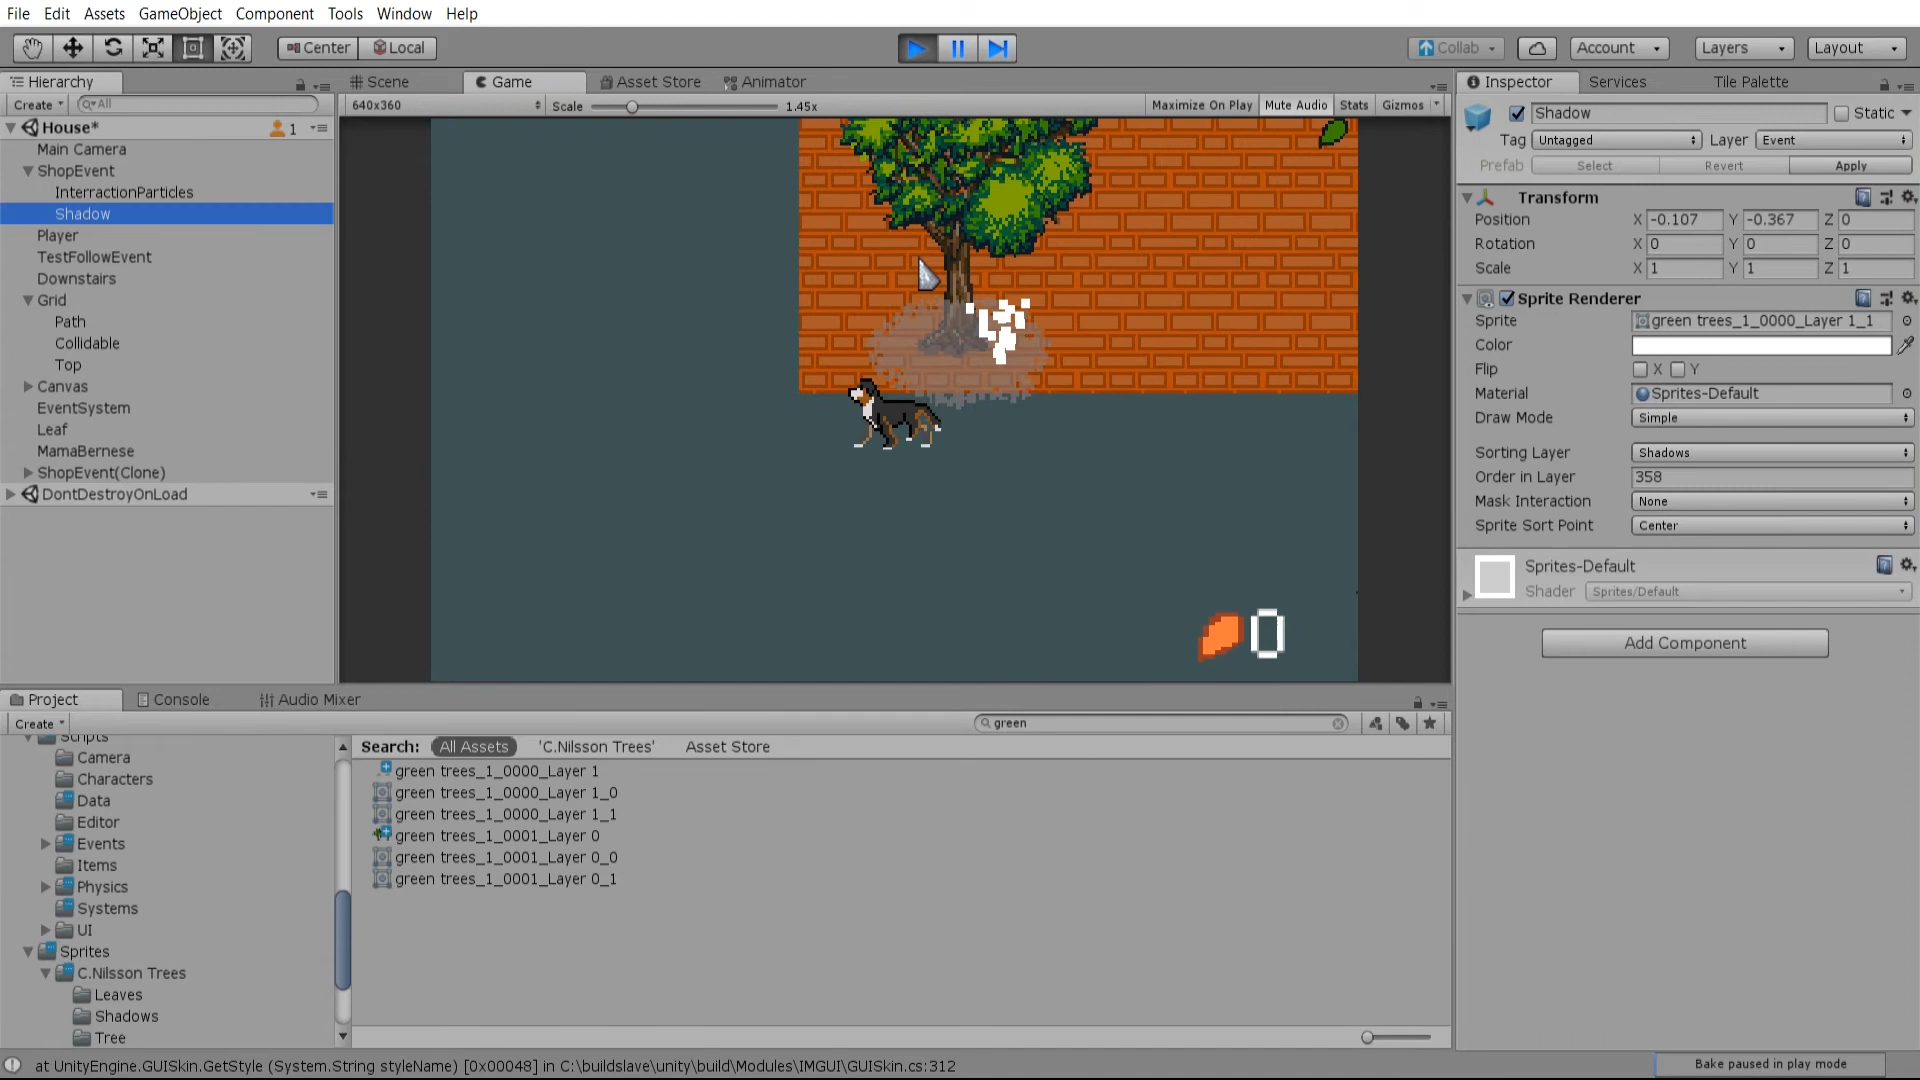 File Edit Assets GameObject Component Tools Window Help
Center Local Collab Account Layers Layout
Hierarchy Scene Game Asset Store Animator Inspector Services Tile Palette
Create All 640x360 Scale 1.45x Maximize On Play Mute Audio Stats Gizmos Shadow Static
House* 1
Tag Untagged Layer Event
Main Camera
Prefab Select Revert Apply
ShopEvent
InterractionParticles
Transform
Shadow
Position X -0.107 Y -0.367 Z 0
Player
Rotation X 0 Y 0 Z 0
TestFollowEvent
Scale X 1 Y 1 Z 1
Downstairs
Grid
Sprite Renderer
Path
Sprite green trees_1_0000_Layer 1_1
Collidable
Color
Top
Flip X Y
Canvas
Material Sprites-Default
EventSystem
Draw Mode Simple
Leaf
MamaBernese
Sorting Layer Shadows
ShopEvent(Clone)
Order in Layer 358
DontDestroyOnLoad
Mask Interaction None
Sprite Sort Point Center
Sprites-Default
Shader Sprites/Default
0
Add Component
Project Console Audio Mixer
Create green
Scripts Search: All Assets 'C.Nilsson Trees' Asset Store
Camera green trees_1_0000_Layer 1
Characters green trees_1_0000_Layer 1_0
Data green trees_1_0000_Layer 1_1
Editor green trees_1_0001_Layer 0
Events green trees_1_0001_Layer 0_0
Items green trees_1_0001_Layer 0_1
Physics
Systems
UI
Sprites
C.Nilsson Trees
Leaves
Shadows
Tree
at UnityEngine.GUISkin.GetStyle (System.String styleName) [0x00048] in C:\buildslave\unity\build\Modules\IMGUI\GUISkin.cs:312 Bake paused in play mode